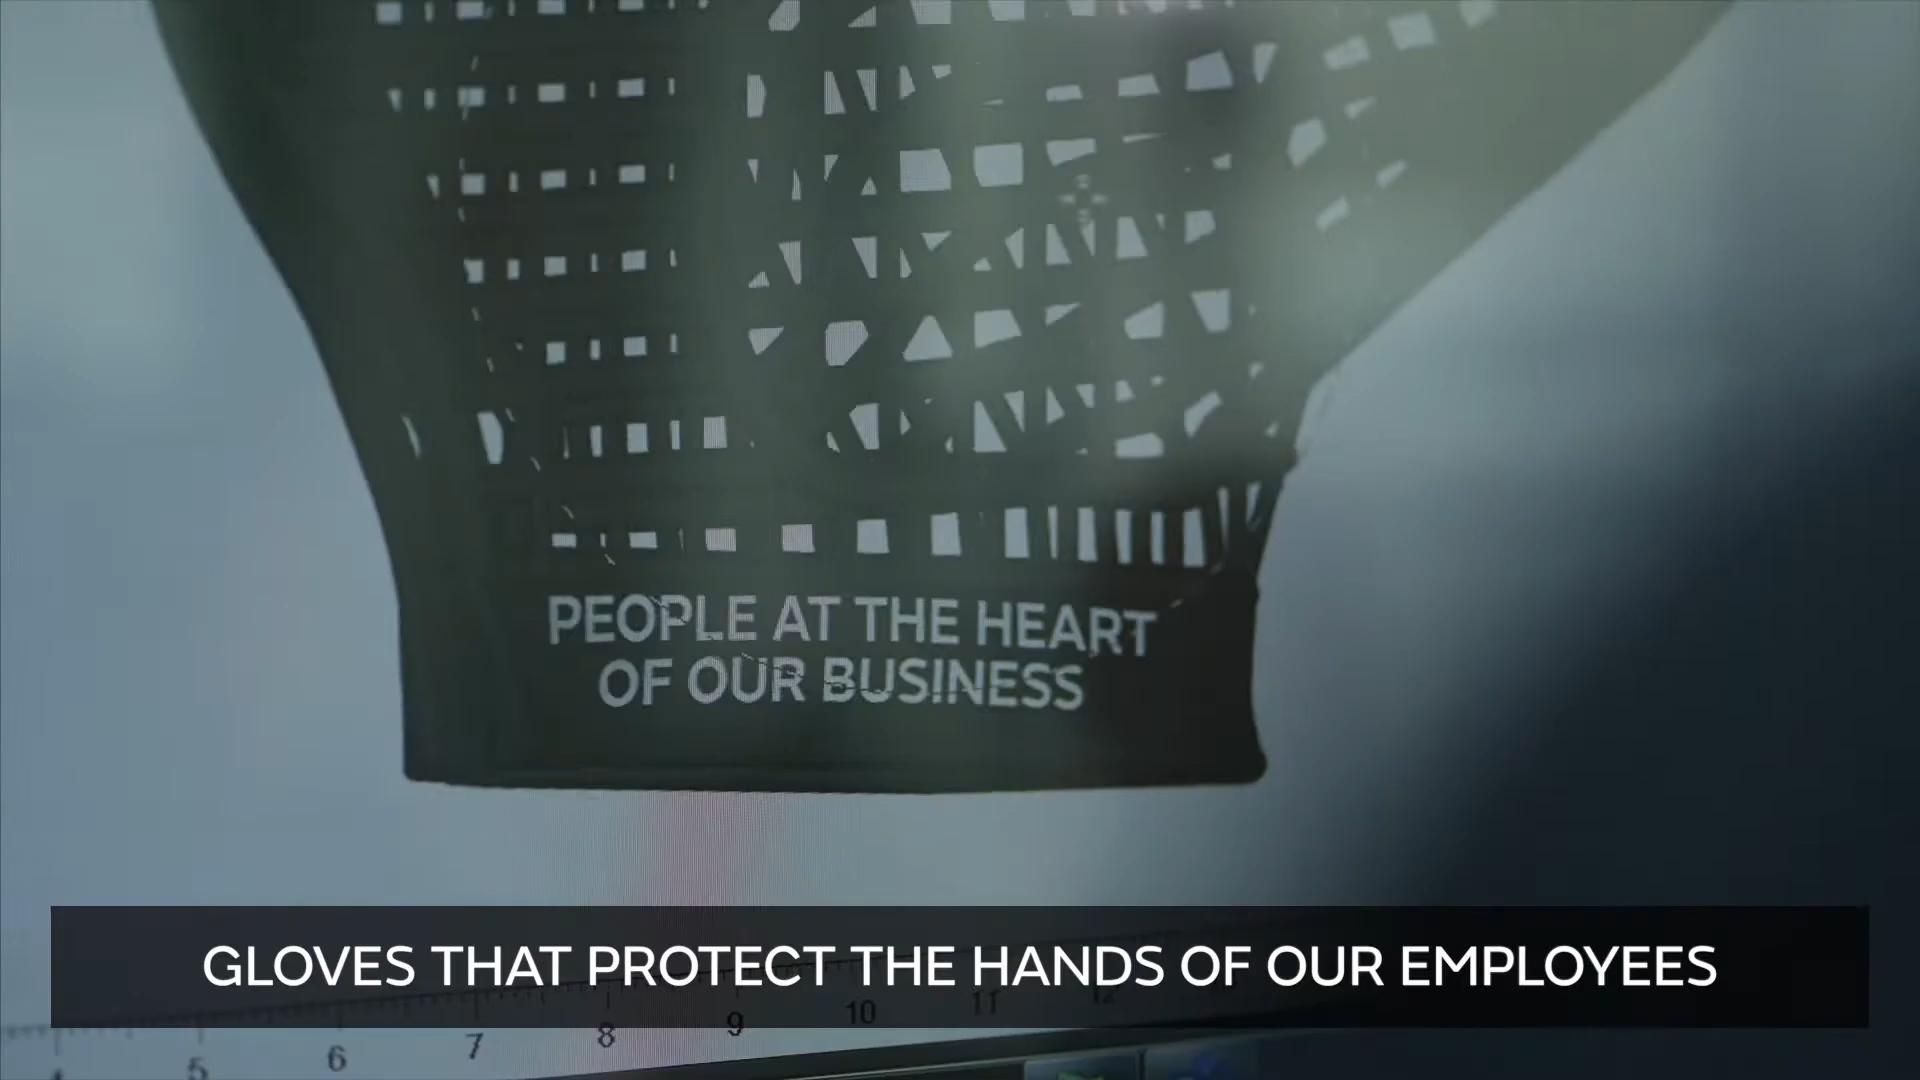 PEOPLE AT THE HEART
OF OUR BUSINESS
GLOVES THAT PROTECT THE HANDS OF OUR EMPLOYEES
5 6 7 8 9 10 11 12